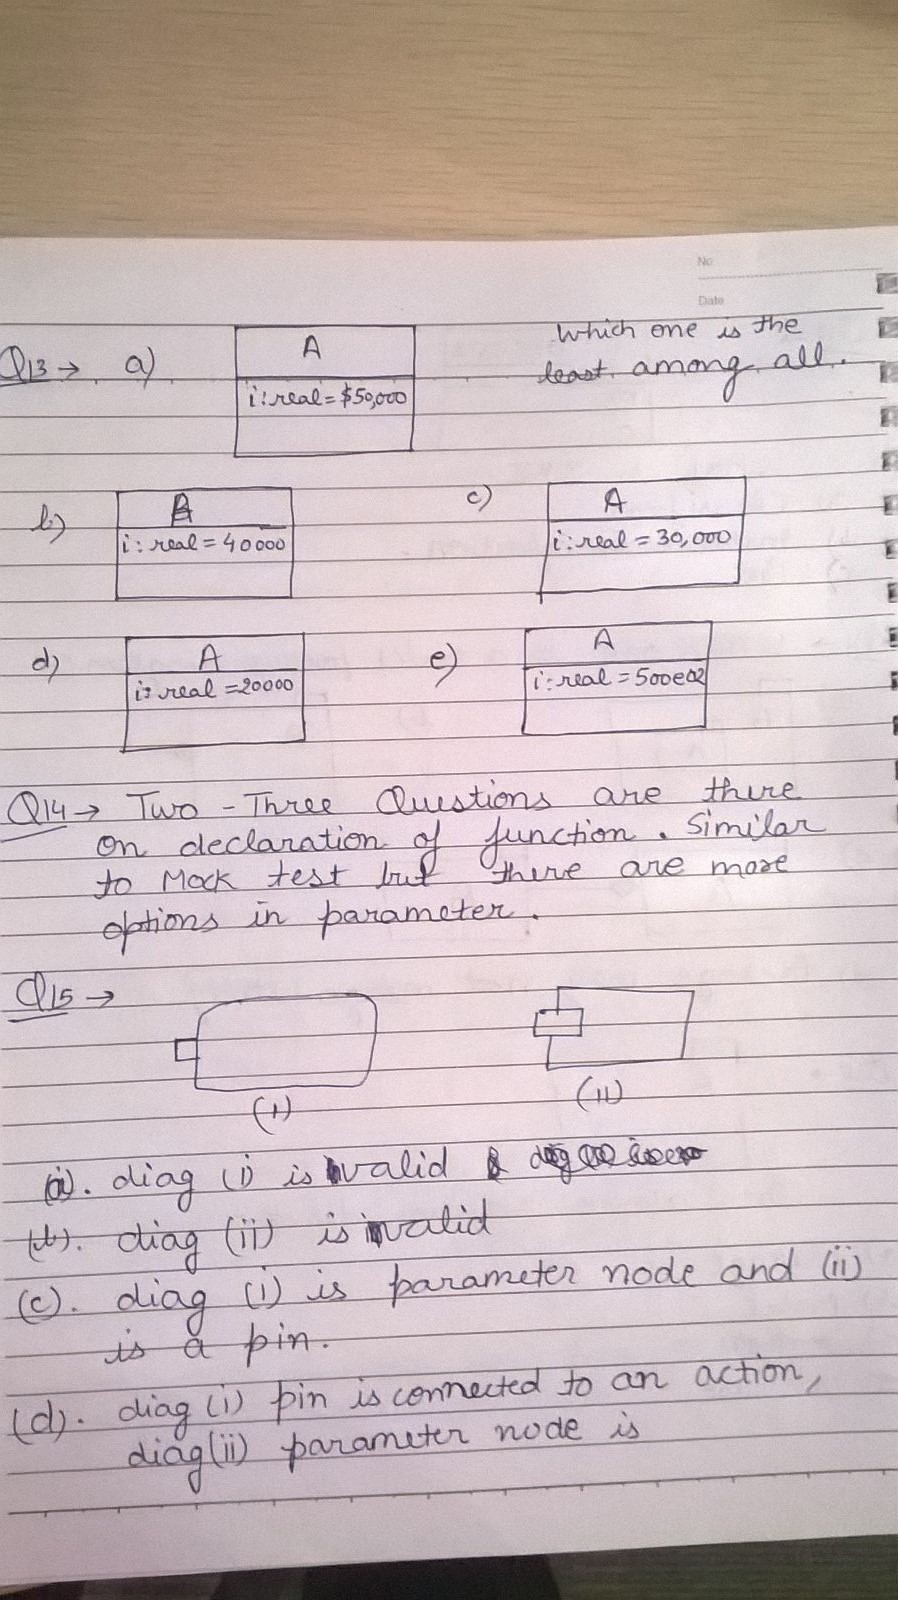 No
Date
Q13→ a)
A
i:real=$50,000
Which one is the
least among all.
b)
A
i:real=40000
c)
A
i:real=30,000
d)
A
i:real=20000
e)
A
i:real=500e02
Q14→ Two-Three Questions are there
on declaration of function. Similar
to Mock test but there are more
options in parameter.
Q15→
(i)
(ii)
(a). diag (i) is valid
(b). diag (ii) is invalid
(c). diag (i) is parameter node and (ii)
is a pin.
(d). diag (i) pin is connected to an action,
diag(ii) parameter node is